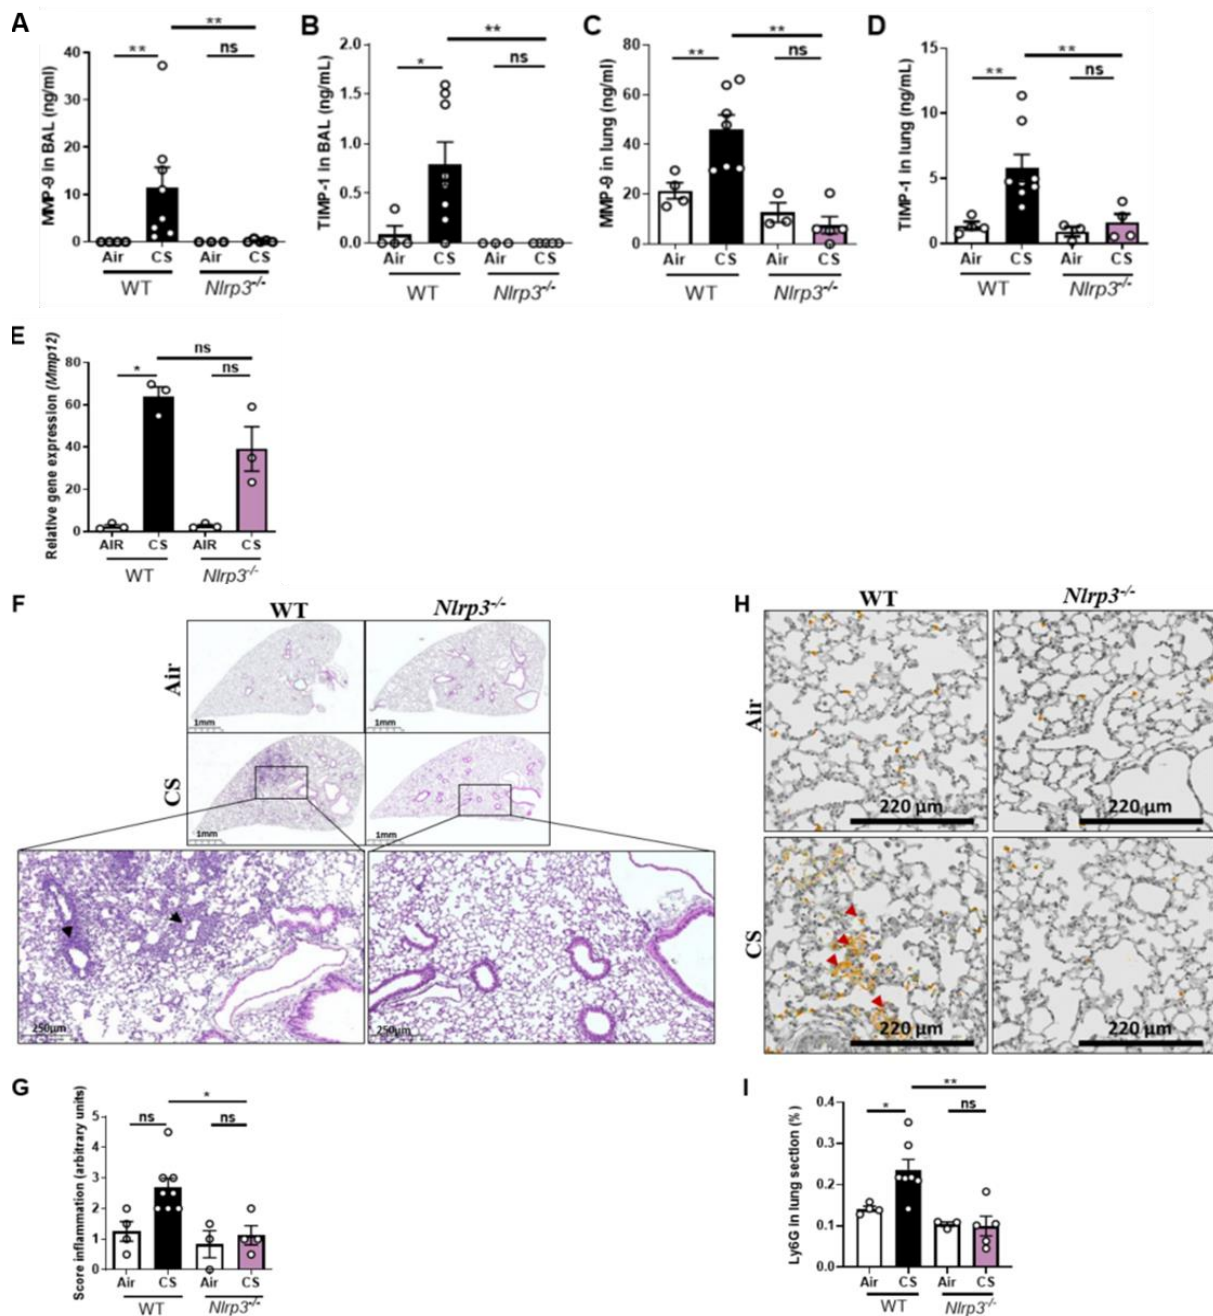 A
MMP-9 in BAL (ng/ml)
40
30
20
10
0
**
**
ns
Air CS Air CS
WT Nlrp3-/-
B
TIMP-1 in BAL (ng/ml)
2.0
1.5
1.0
0.5
0.0
**
*
ns
Air CS Air CS
WT Nlrp3-/-
C
MMP-9 in lung (ng/ml)
80
60
40
20
0
**
**
ns
Air CS Air CS
WT Nlrp3-/-
D
TIMP-1 in lung (ng/mL)
15
10
5
0
**
**
ns
Air CS Air CS
WT Nlrp3-/-
E
Relative gene expression (Mmp12)
80
60
40
20
0
ns
*
ns
AIR CS AIR CS
WT Nlrp3-/-
F
WT Nlrp3-/-
Air
1mm 1mm
CS
1mm 1mm
250µm 250µm
G
Score inflammation (arbitrary units)
5
4
3
2
1
0
*
ns
ns
Air CS Air CS
WT Nlrp3-/-
H
WT Nlrp3-/-
Air
220 µm 220 µm
CS
220 µm 220 µm
I
Ly6G in lung section (%)
0.4
0.3
0.2
0.1
0.0
**
*
ns
Air CS Air CS
WT Nlrp3-/-